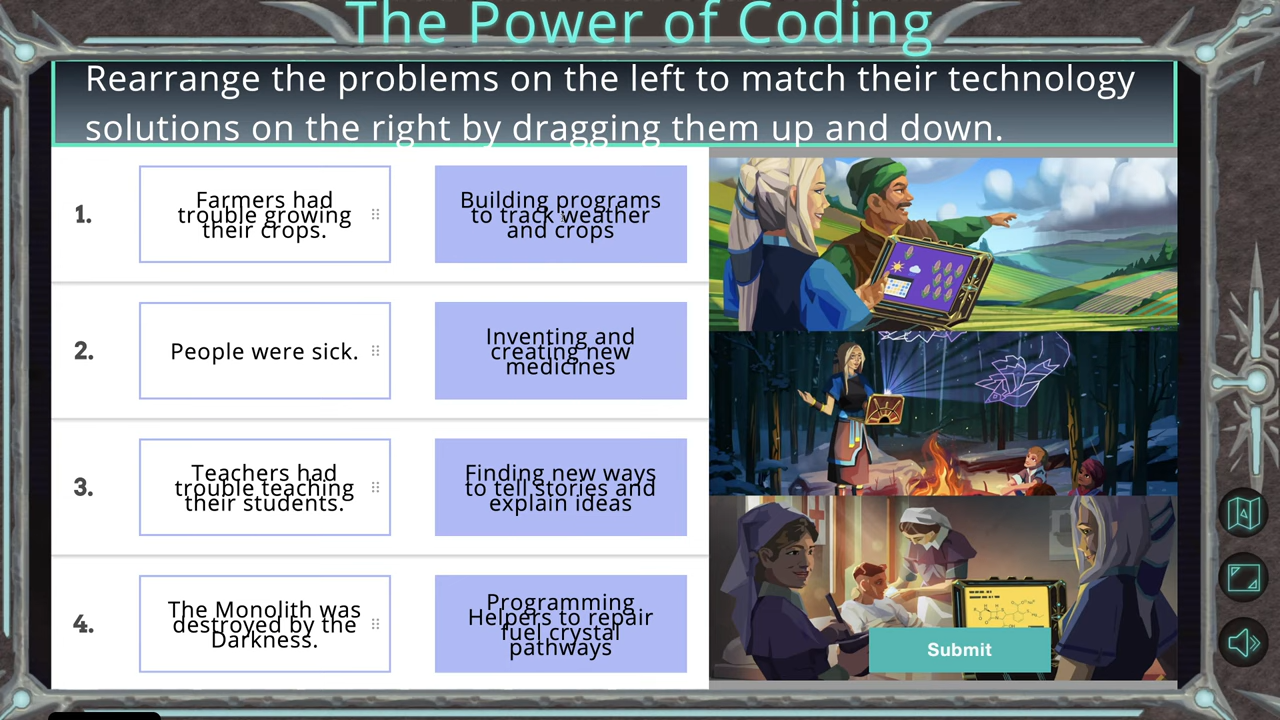 The Power of Coding
Rearrange the problems on the left to match their technology
solutions on the right by dragging them up and down.
1.
Farmers had
trouble growing
their crops.
Building programs
to track weather
and crops
2.
People were sick.
Inventing and
creating new
medicines
3.
Teachers had
trouble teaching
their students.
Finding new ways
to tell stories and
explain ideas
4.
The Monolith was
destroyed by the
Darkness.
Programming
Helpers to repair
fuel crystal
pathways
Submit